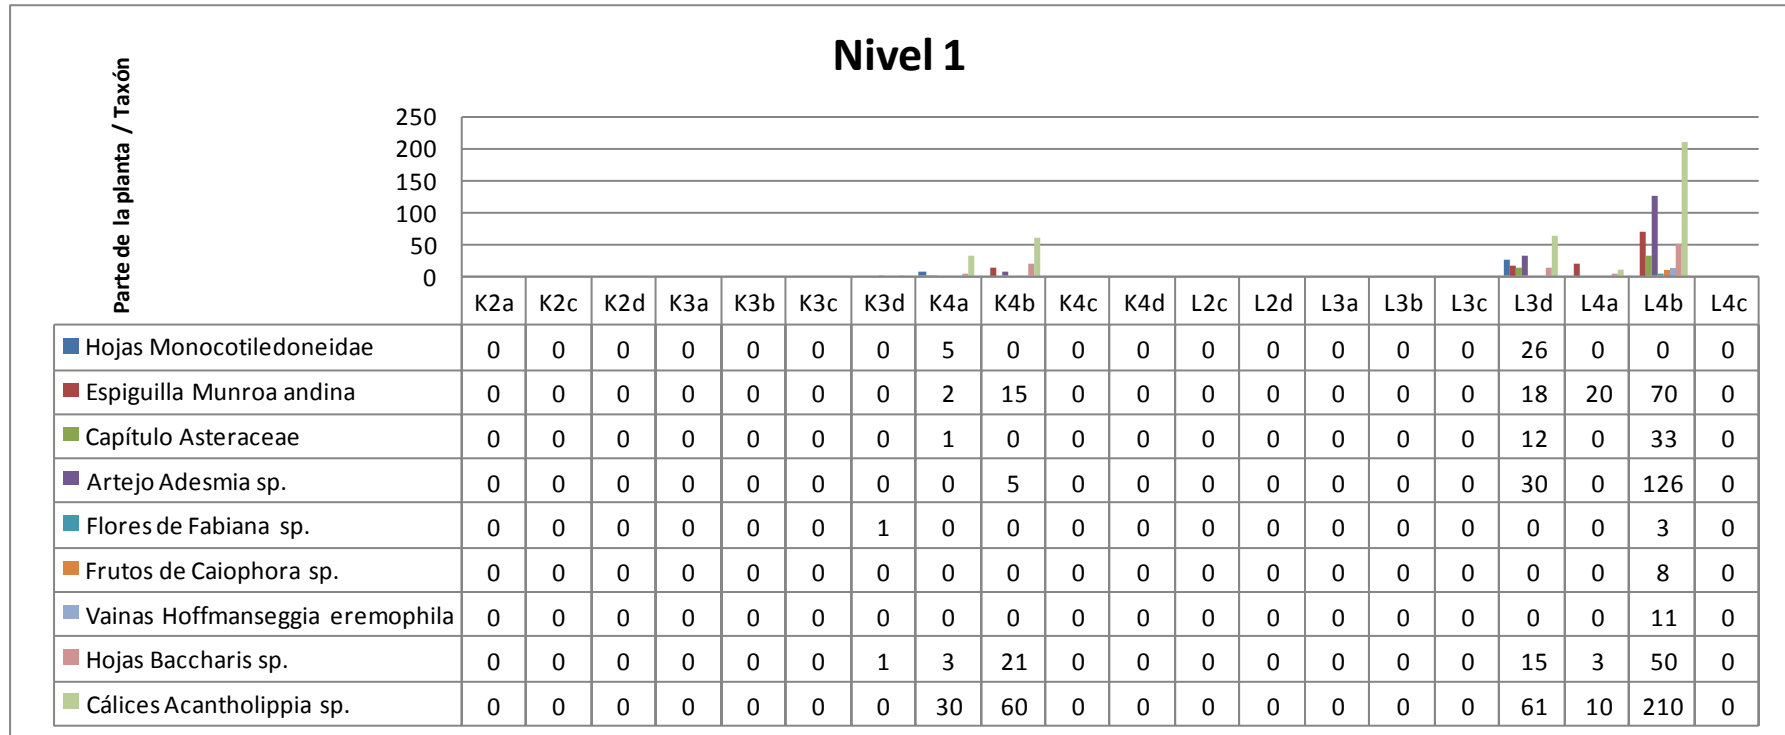 Nivel 1
Parte de la planta / Taxón
250
200
150
100
50
0
K2a K2c K2d K3a K3b K3c K3d K4a K4b K4c K4d L2c L2d L3a L3b L3c L3d L4a L4b L4c
Hojas Monocotiledoneidae 0 0 0 0 0 0 0 5 0 0 0 0 0 0 0 0 26 0 0 0
Espiguilla Munroa andina 0 0 0 0 0 0 0 2 15 0 0 0 0 0 0 0 18 20 70 0
Capítulo Asteraceae 0 0 0 0 0 0 0 1 0 0 0 0 0 0 0 0 12 0 33 0
Artejo Adesmia sp. 0 0 0 0 0 0 0 0 5 0 0 0 0 0 0 0 30 0 126 0
Flores de Fabiana sp. 0 0 0 0 0 0 1 0 0 0 0 0 0 0 0 0 0 0 3 0
Frutos de Caiophora sp. 0 0 0 0 0 0 0 0 0 0 0 0 0 0 0 0 0 0 8 0
Vainas Hoffmanseggia eremophila 0 0 0 0 0 0 0 0 0 0 0 0 0 0 0 0 0 0 11 0
Hojas Baccharis sp. 0 0 0 0 0 0 1 3 21 0 0 0 0 0 0 0 15 3 50 0
Cálices Acantholippia sp. 0 0 0 0 0 0 0 30 60 0 0 0 0 0 0 0 61 10 210 0